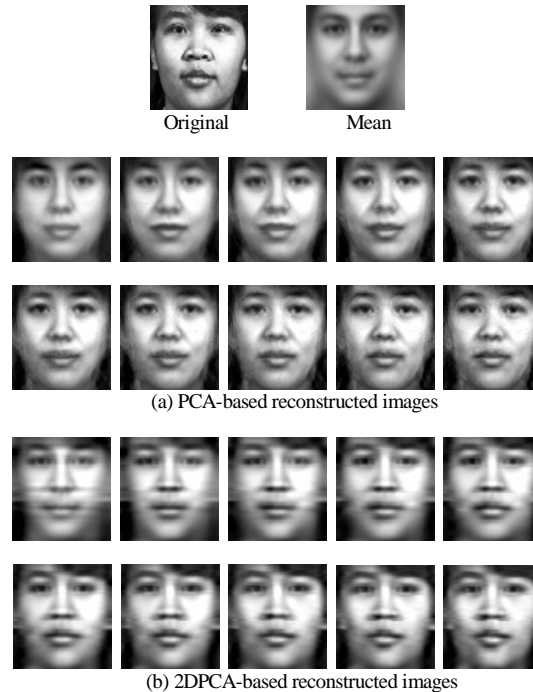 Original
Mean
(a) PCA-based reconstructed images
(b) 2DPCA-based reconstructed images